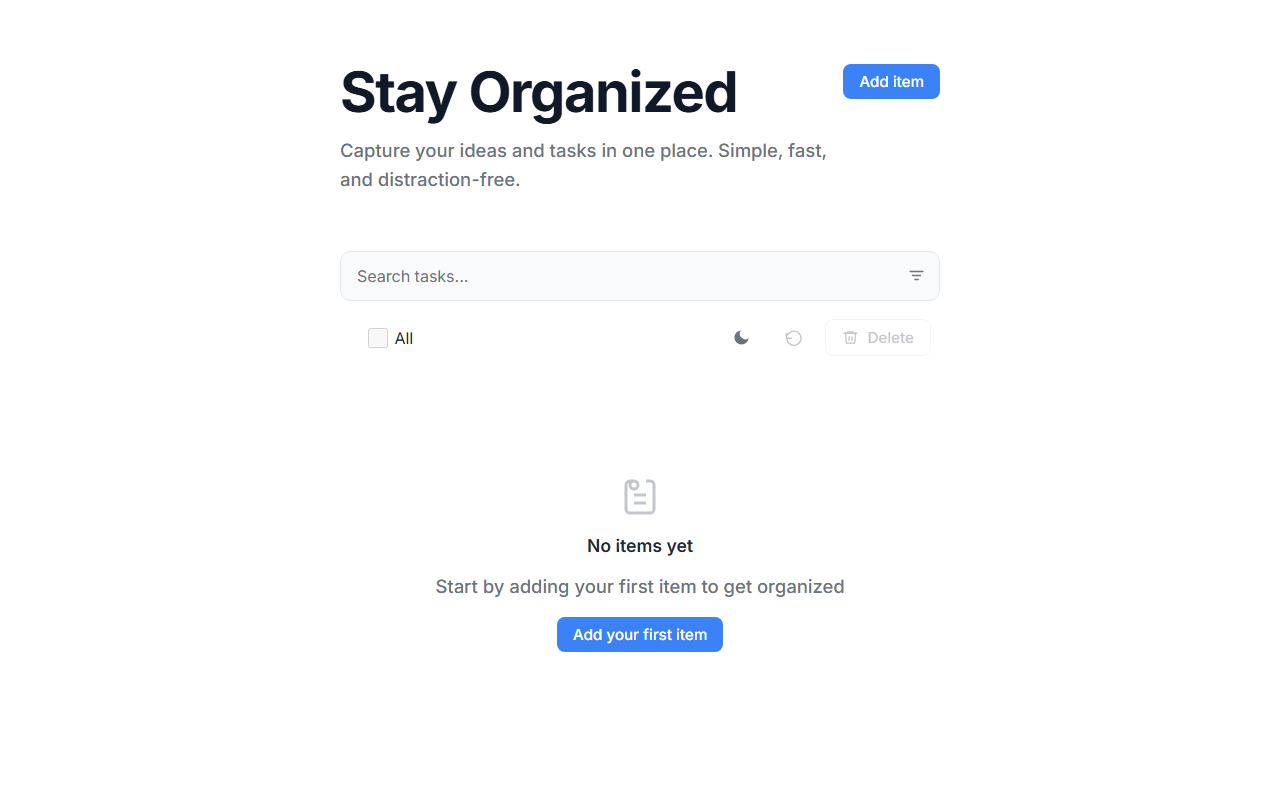 Stay Organized
Add item
Capture your ideas and tasks in one place. Simple, fast,
and distraction-free.
Search tasks...
All
Delete
No items yet
Start by adding your first item to get organized
Add your first item